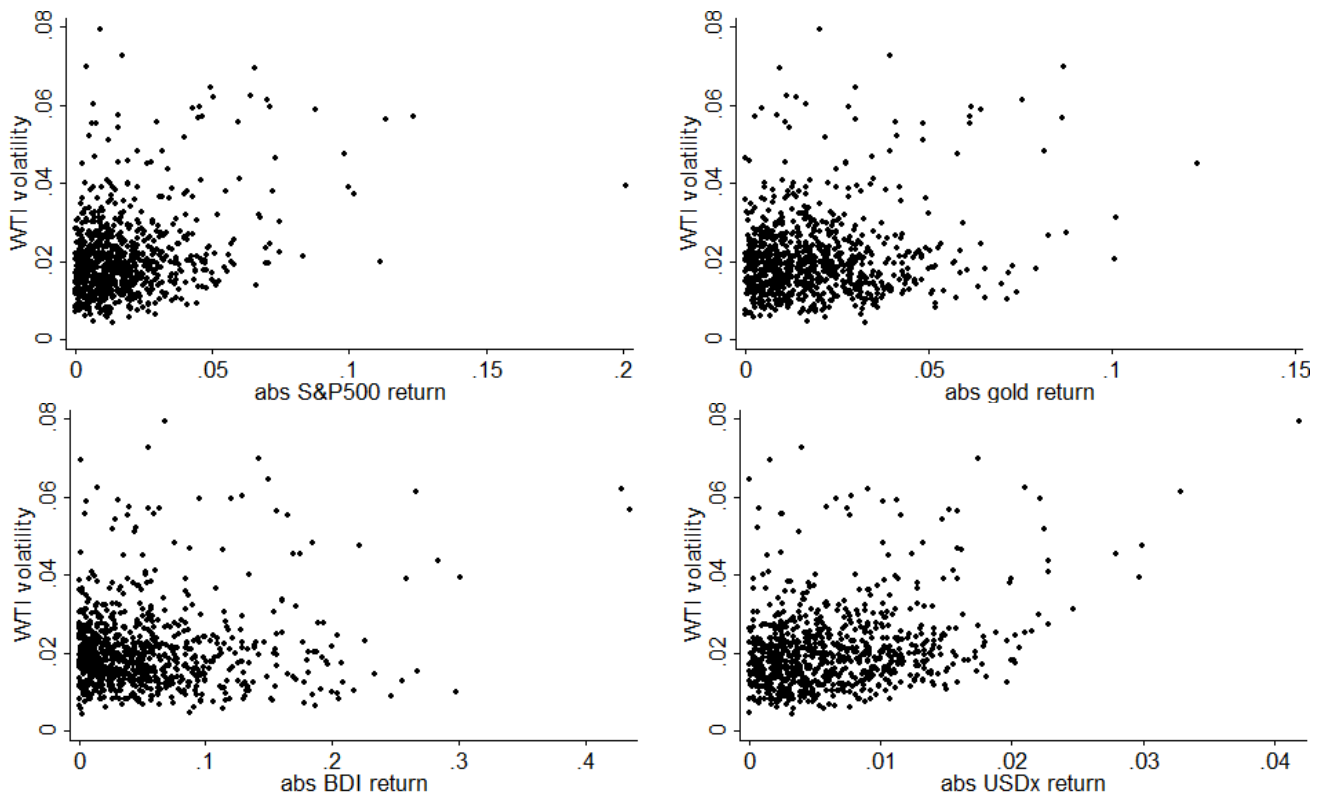 .08
.06
.04
.02
0
WTI volatility
0 .05 .1 .15 .2
abs S&P500 return
.08
.06
.04
.02
0
WTI volatility
0 .05 .1 .15
abs gold return
.08
.06
.04
.02
0
WTI volatility
0 .1 .2 .3 .4
abs BDI return
.08
.06
.04
.02
0
WTI volatility
0 .01 .02 .03 .04
abs USDx return